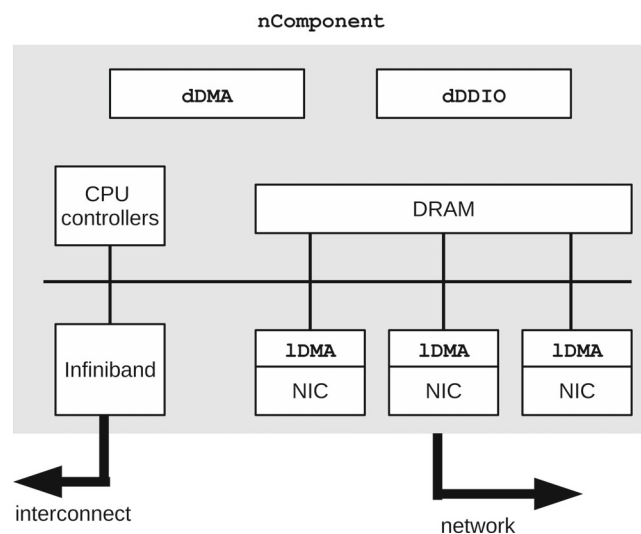 nComponent
dDMA
dDDIO
CPU
controllers
DRAM
Infiniband
lDMA
NIC
lDMA
NIC
lDMA
NIC
interconnect
network